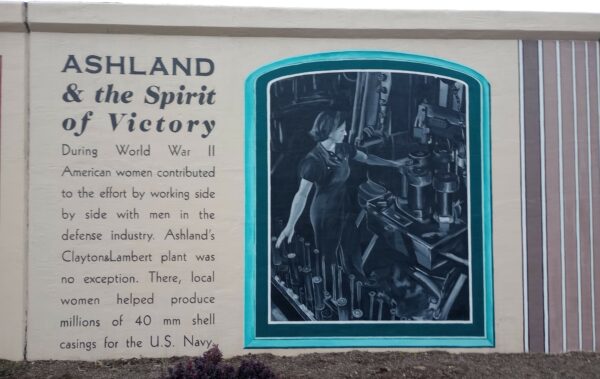 ASHLAND
& the Spirit
of Victory
During World War II
American women contributed
to the effort by working side
by side with men in the
defense industry. Ashland's
Clayton&Lambert plant was
no exception. There, local
women helped produce
millions of 40 mm shell
casings for the U.S. Navy.